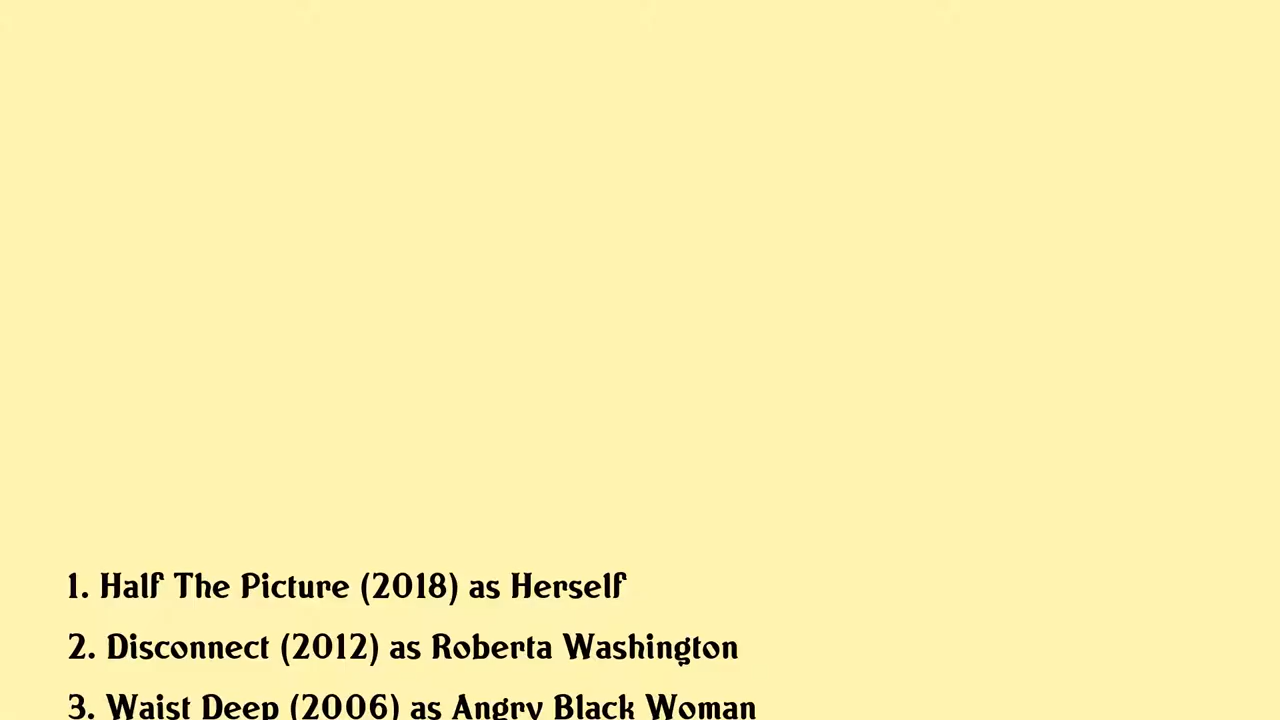 1. Half The Picture (2018) as Herself
2. Disconnect (2012) as Roberta Washington
3. Waist Deep (2006) as Angry Black Woman